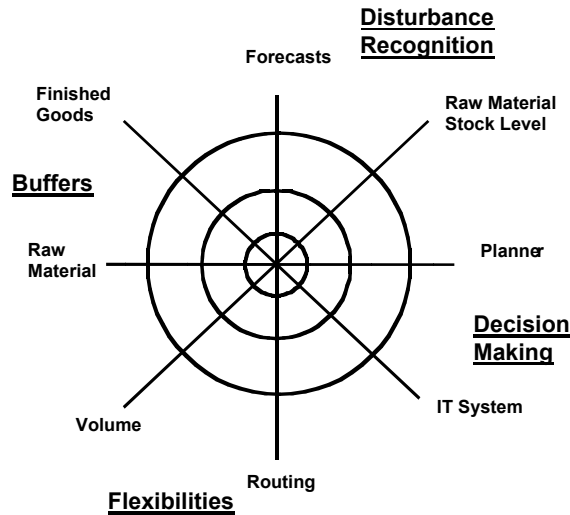 Disturbance
Recognition
Forecasts
Finished
Goods
Raw Material
Stock Level
Buffers
Raw
Material
Planner
Decision
Making
IT System
Volume
Routing
Flexibilities